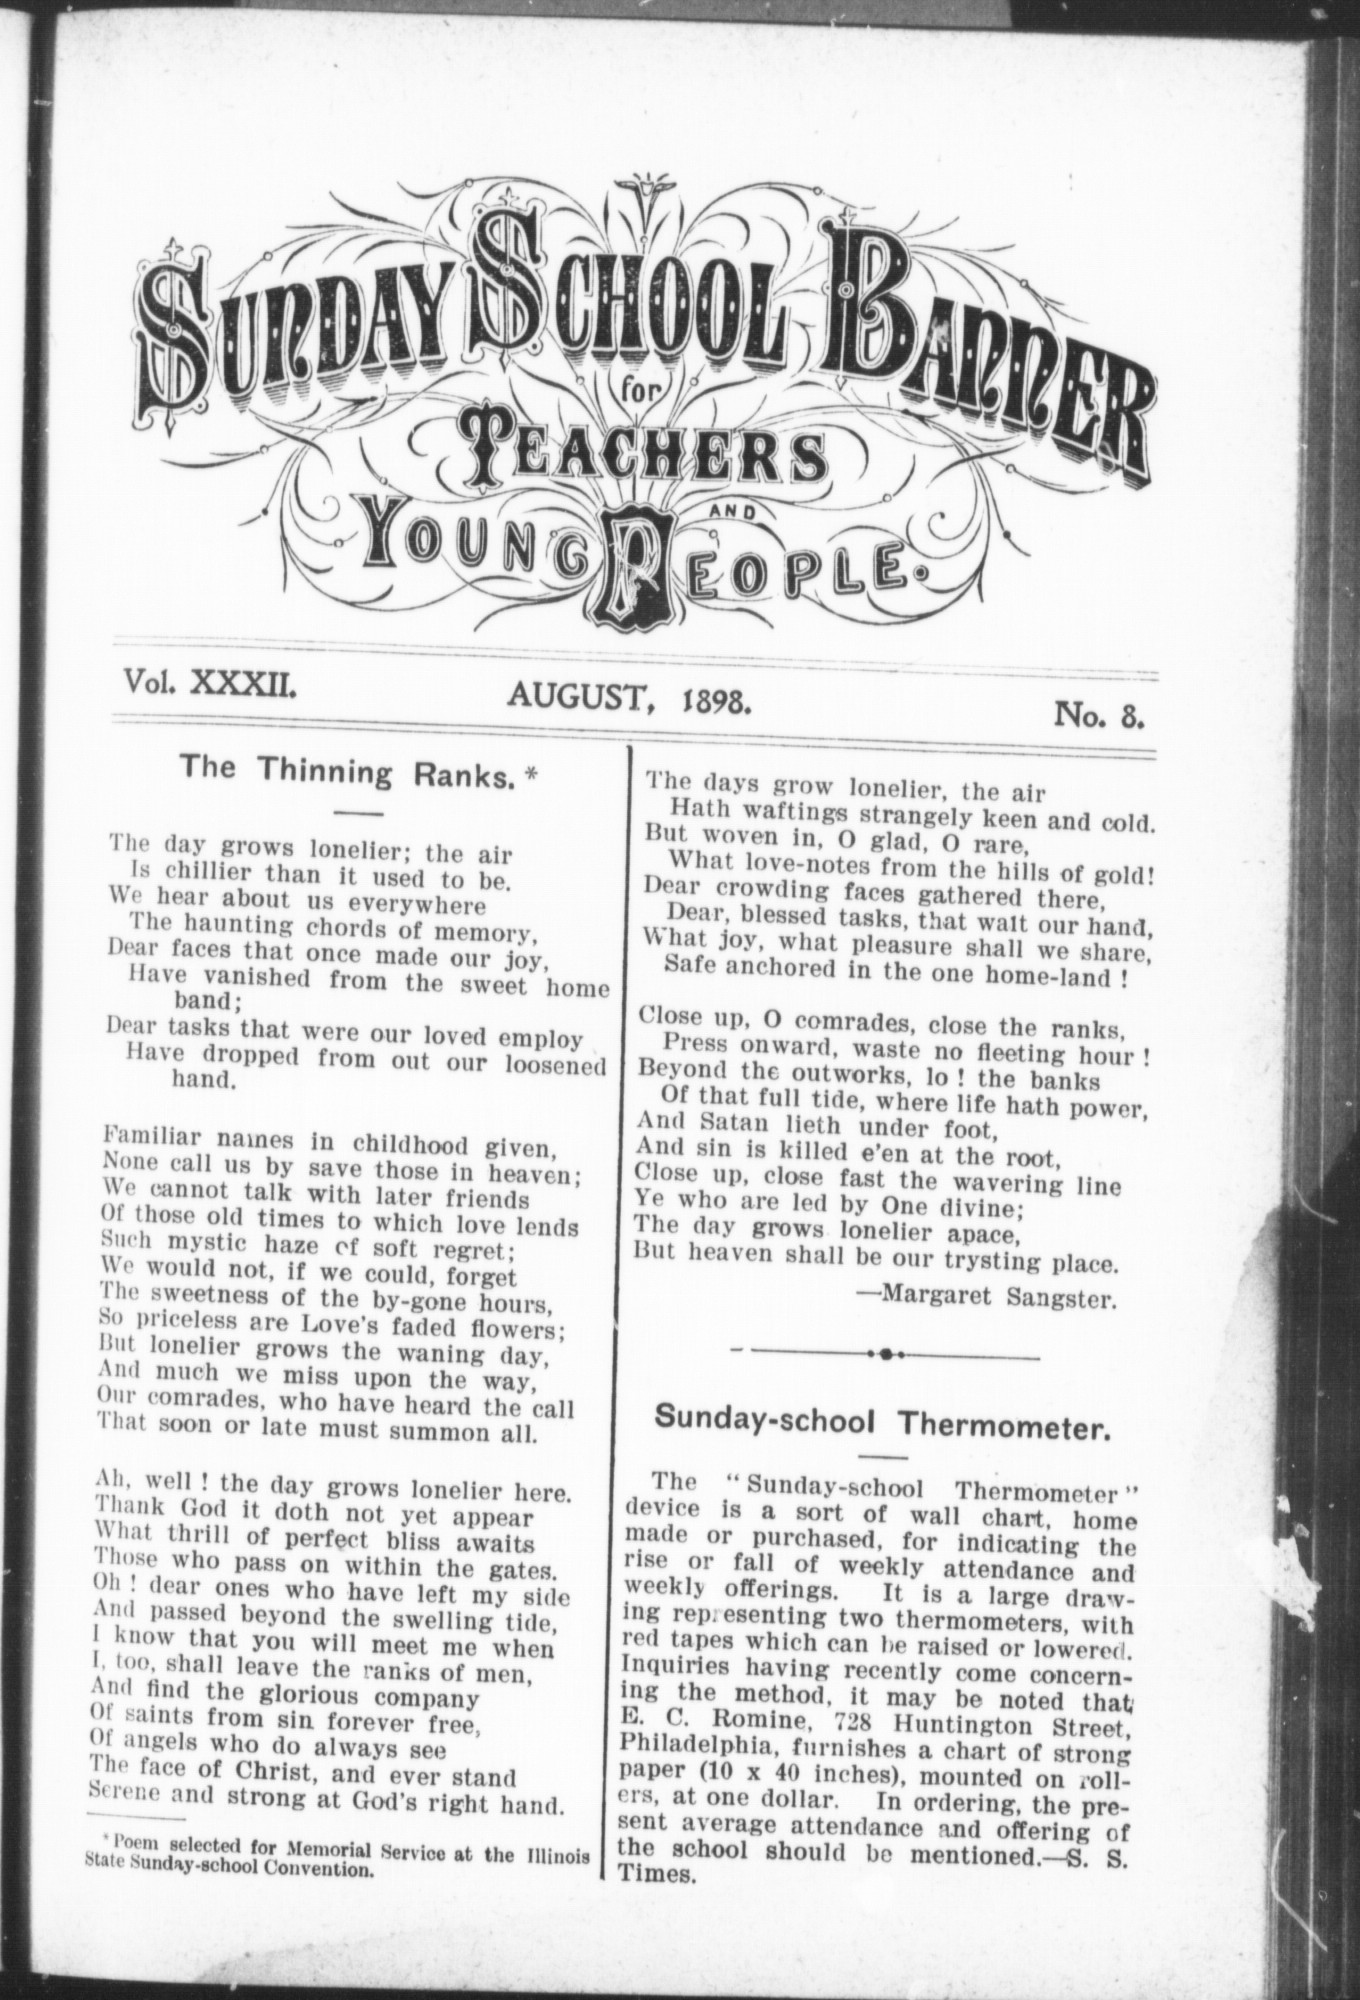 SUNDAY SCHOOL BANNER
for
TEACHERS
AND
YOUNG PEOPLE.
Vol. XXXII.
AUGUST, 1898.
No. 8.
The Thinning Ranks.*
The day grows lonelier; the air
Is chillier than it used to be.
We hear about us everywhere
The haunting chords of memory,
Dear faces that once made our joy,
Have vanished from the sweet home
band;
Dear tasks that were our loved employ
Have dropped from out our loosened
hand.
Familiar names in childhood given,
None call us by save those in heaven;
We cannot talk with later friends
Of those old times to which love lends
Such mystic haze of soft regret;
We would not, if we could, forget
The sweetness of the by-gone hours,
So priceless are Love's faded flowers;
But lonelier grows the waning day,
And much we miss upon the way,
Our comrades, who have heard the call
That soon or late must summon all.
Ah, well ! the day grows lonelier here.
Thank God it doth not yet appear
What thrill of perfect bliss awaits
Those who pass on within the gates.
Oh ! dear ones who have left my side
And passed beyond the swelling tide,
I know that you will meet me when
I, too, shall leave the ranks of men,
And find the glorious company
Of saints from sin forever free,
Of angels who do always see
The face of Christ, and ever stand
Serene and strong at God's right hand.
*Poem selected for Memorial Service at the Illinois
State Sunday-school Convention.
The days grow lonelier, the air
Hath waftings strangely keen and cold.
But woven in, O glad, O rare,
What love-notes from the hills of gold!
Dear crowding faces gathered there,
Dear, blessed tasks, that wait our hand,
What joy, what pleasure shall we share,
Safe anchored in the one home-land !
Close up, O comrades, close the ranks,
Press onward, waste no fleeting hour !
Beyond the outworks, lo ! the banks
Of that full tide, where life hath power,
And Satan lieth under foot,
And sin is killed e'en at the root,
Close up, close fast the wavering line
Ye who are led by One divine;
The day grows lonelier apace,
But heaven shall be our trysting place.
—Margaret Sangster.
Sunday-school Thermometer.
The "Sunday-school Thermometer"
device is a sort of wall chart, home
made or purchased, for indicating the
rise or fall of weekly attendance and
weekly offerings. It is a large draw-
ing representing two thermometers, with
red tapes which can be raised or lowered.
Inquiries having recently come concern-
ing the method, it may be noted that
E. C. Romine, 728 Huntington Street,
Philadelphia, furnishes a chart of strong
paper (10 x 40 inches), mounted on roll-
ers, at one dollar. In ordering, the pre-
sent average attendance and offering of
the school should be mentioned.—S. S.
Times.